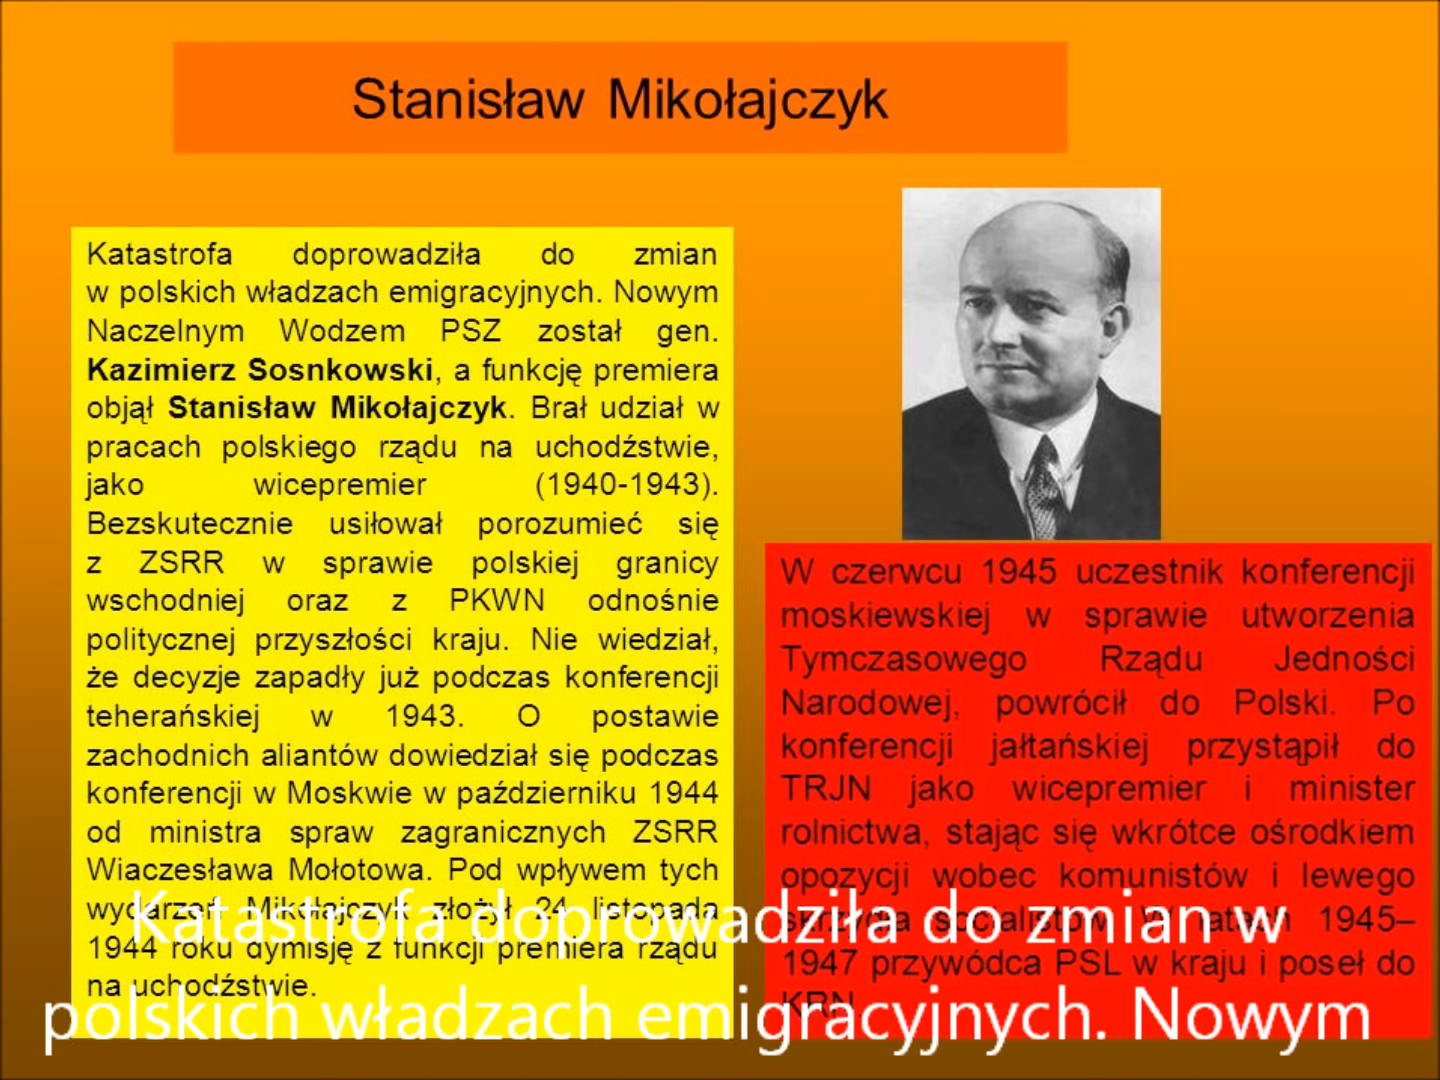 Stanisław Mikołajczyk
Katastrofa doprowadziła do zmian
w polskich władzach emigracyjnych. Nowym
Naczelnym Wodzem PSZ został gen.
Kazimierz Sosnkowski, a funkcję premiera
objął Stanisław Mikołajczyk. Brał udział w
pracach polskiego rządu na uchodźstwie,
jako wicepremier (1940-1943).
Bezskutecznie usiłował porozumieć się
z ZSRR w sprawie polskiej granicy
wschodniej oraz z PKWN odnośnie
politycznej przyszłości kraju. Nie wiedział,
że decyzje zapadły już podczas konferencji
teherańskiej w 1943. O postawie
zachodnich aliantów dowiedział się podczas
konferencji w Moskwie w październiku 1944
od ministra spraw zagranicznych ZSRR
Wiaczesława Mołotowa. Pod wpływem tych
wydarzeń Mikołajczyk złożył 24 listopada
1944 roku dymisję z funkcji premiera rządu
na uchodźstwie.
W czerwcu 1945 uczestnik konferencji
moskiewskiej w sprawie utworzenia
Tymczasowego Rządu Jedności
Narodowej, powrócił do Polski. Po
konferencji jałtańskiej przystąpił do
TRJN jako wicepremier i minister
rolnictwa, stając się wkrótce ośrodkiem
opozycji wobec komunistów i lewego
skrzydła socjalistów. W latach 1945–
1947 przywódca PSL w kraju i poseł do
KRN.
Katastrofa doprowadziła do zmian w
polskich władzach emigracyjnych. Nowym